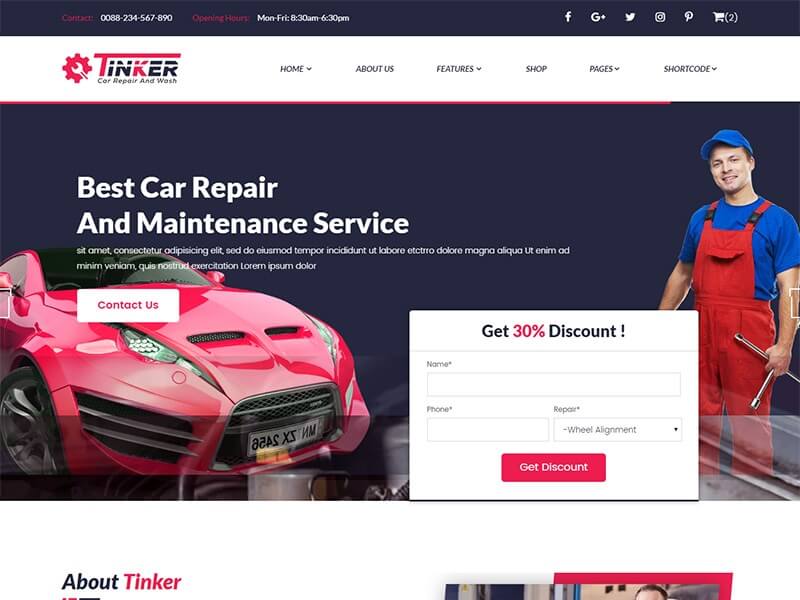 Contact: 0088-234-567-890 Opening Hours: Mon-Fri: 8:30am-6:30pm (2)
TINKER
Car Repair And Wash
HOME ABOUT US FEATURES SHOP PAGES SHORTCODE
Best Car Repair
And Maintenance Service
sit amet, consectetur adipisicing elit, sed do eiusmod tempor incididunt ut labore etctrro dolore magna aliqua Ut enim ad
minim veniam, quis nostrud exercitation Lorem ipsum dolor
Contact Us
Get 30% Discount !
Name*
Phone* Repair*
-Wheel Alignment
Get Discount
MN ZX 2456
About Tinker